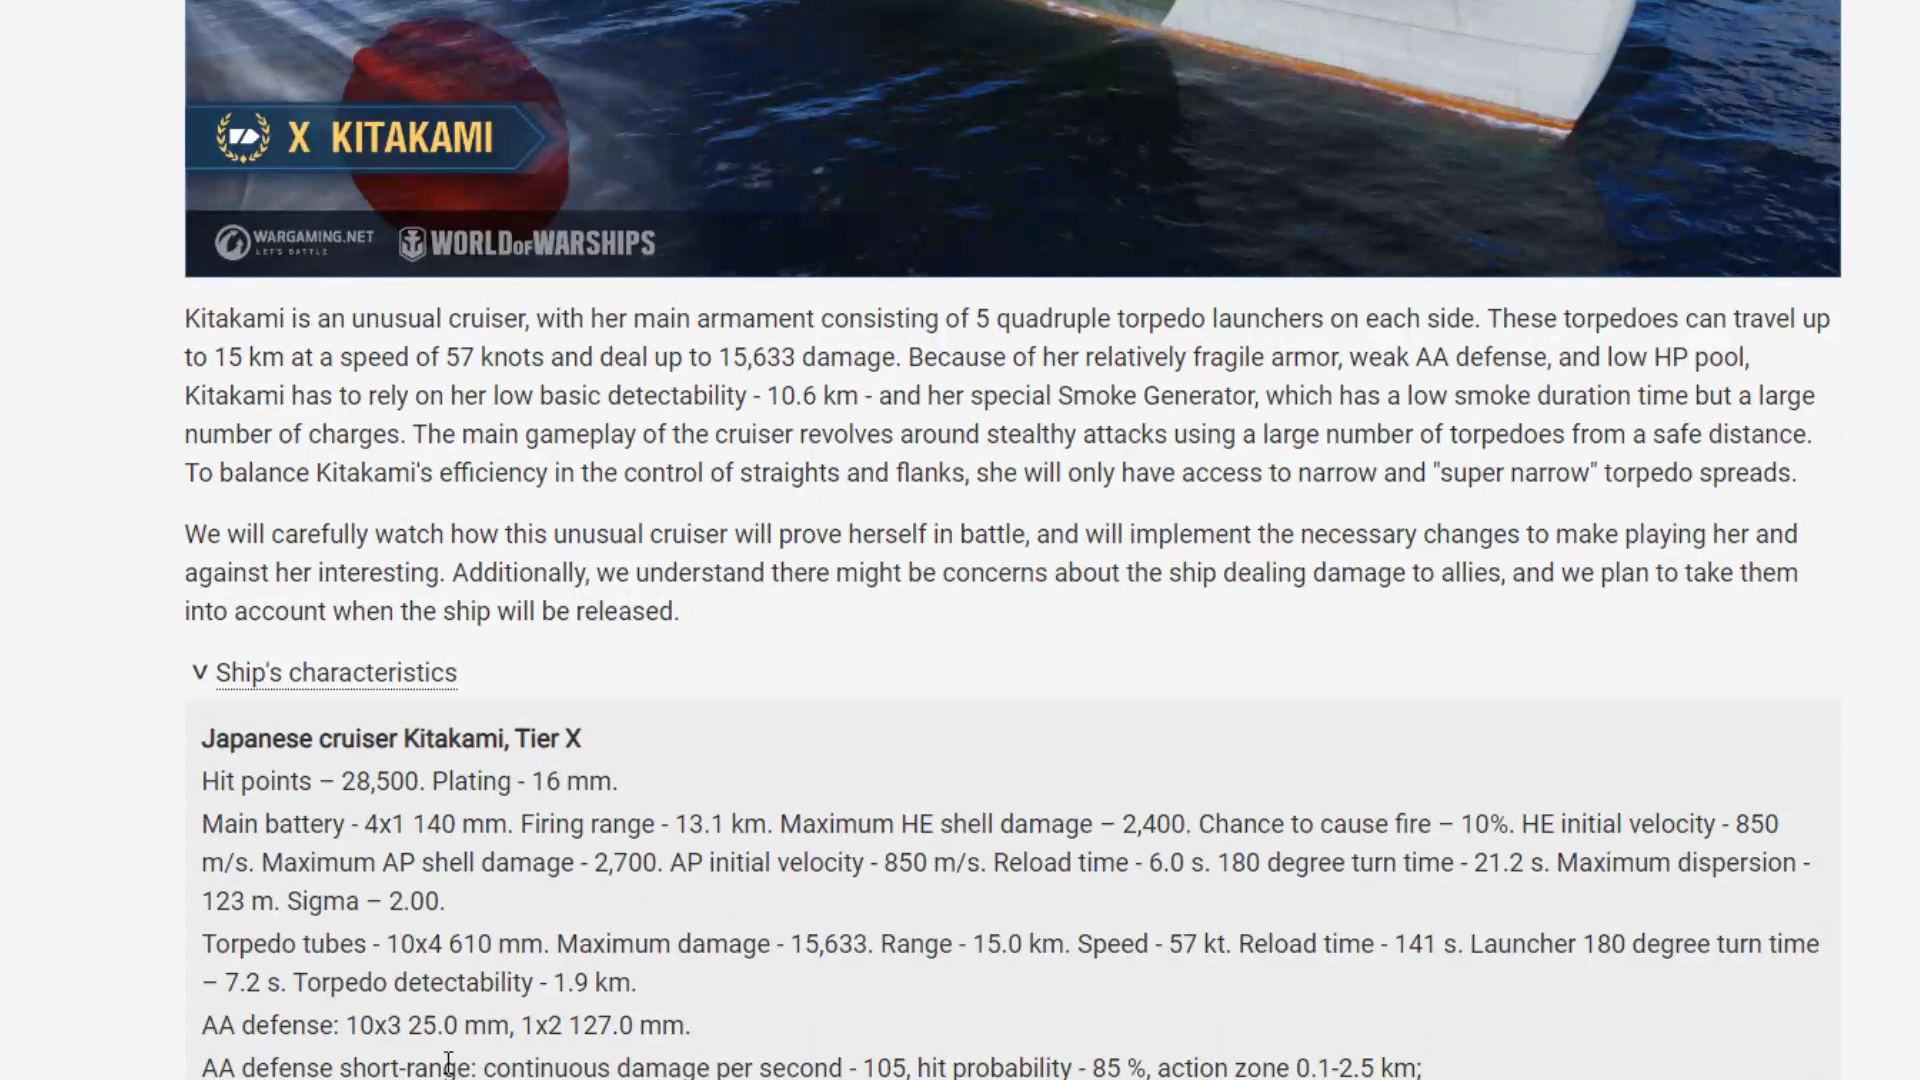 X KITAKAMI
WARGAMING.NET
LET'S BATTLE
WORLD OF WARSHIPS
Kitakami is an unusual cruiser, with her main armament consisting of 5 quadruple torpedo launchers on each side. These torpedoes can travel up
to 15 km at a speed of 57 knots and deal up to 15,633 damage. Because of her relatively fragile armor, weak AA defense, and low HP pool,
Kitakami has to rely on her low basic detectability - 10.6 km - and her special Smoke Generator, which has a low smoke duration time but a large
number of charges. The main gameplay of the cruiser revolves around stealthy attacks using a large number of torpedoes from a safe distance.
To balance Kitakami's efficiency in the control of straights and flanks, she will only have access to narrow and "super narrow" torpedo spreads.
We will carefully watch how this unusual cruiser will prove herself in battle, and will implement the necessary changes to make playing her and
against her interesting. Additionally, we understand there might be concerns about the ship dealing damage to allies, and we plan to take them
into account when the ship will be released.
Ship's characteristics
Japanese cruiser Kitakami, Tier X
Hit points – 28,500. Plating - 16 mm.
Main battery - 4x1 140 mm. Firing range - 13.1 km. Maximum HE shell damage – 2,400. Chance to cause fire – 10%. HE initial velocity - 850
m/s. Maximum AP shell damage - 2,700. AP initial velocity - 850 m/s. Reload time - 6.0 s. 180 degree turn time - 21.2 s. Maximum dispersion -
123 m. Sigma – 2.00.
Torpedo tubes - 10x4 610 mm. Maximum damage - 15,633. Range - 15.0 km. Speed - 57 kt. Reload time - 141 s. Launcher 180 degree turn time
– 7.2 s. Torpedo detectability - 1.9 km.
AA defense: 10x3 25.0 mm, 1x2 127.0 mm.
AA defense short-range: continuous damage per second - 105, hit probability - 85 %, action zone 0.1-2.5 km;